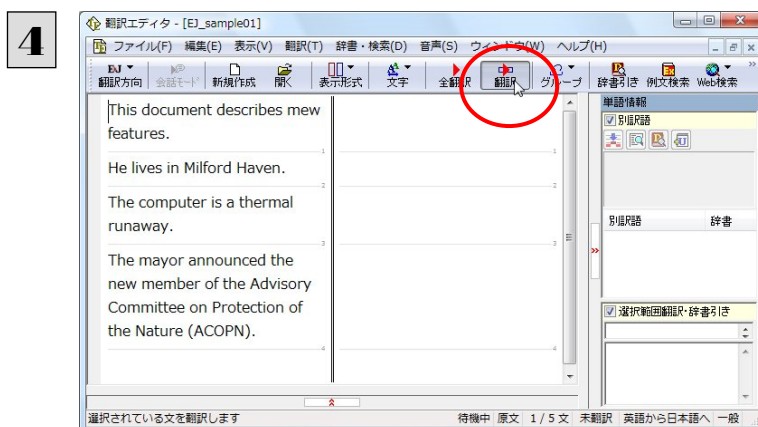 4
翻訳エディタ - [EJ_sample01]
ファイル(F) 編集(E) 表示(V) 翻訳(T) 辞書・検索(D) 音声(S) ウィンドウ(W) ヘルプ(H)
EJ
翻訳方向 会話モード 新規作成 開く 表示形式 文字 全翻訳 翻訳 グループ 辞書引き 例文検索 Web検索
This document describes mew
features.
1 1
He lives in Milford Haven.
2 2
The computer is a thermal
runaway.
3 3
The mayor announced the
new member of the Advisory
Committee on Protection of
the Nature (ACOPN).
4 4
単語情報
別訳語
別訳語 辞書
選択範囲翻訳・辞書引き
選択されている文を翻訳します 待機中 原文 1 / 5 文 未翻訳 英語から日本語へ 一般